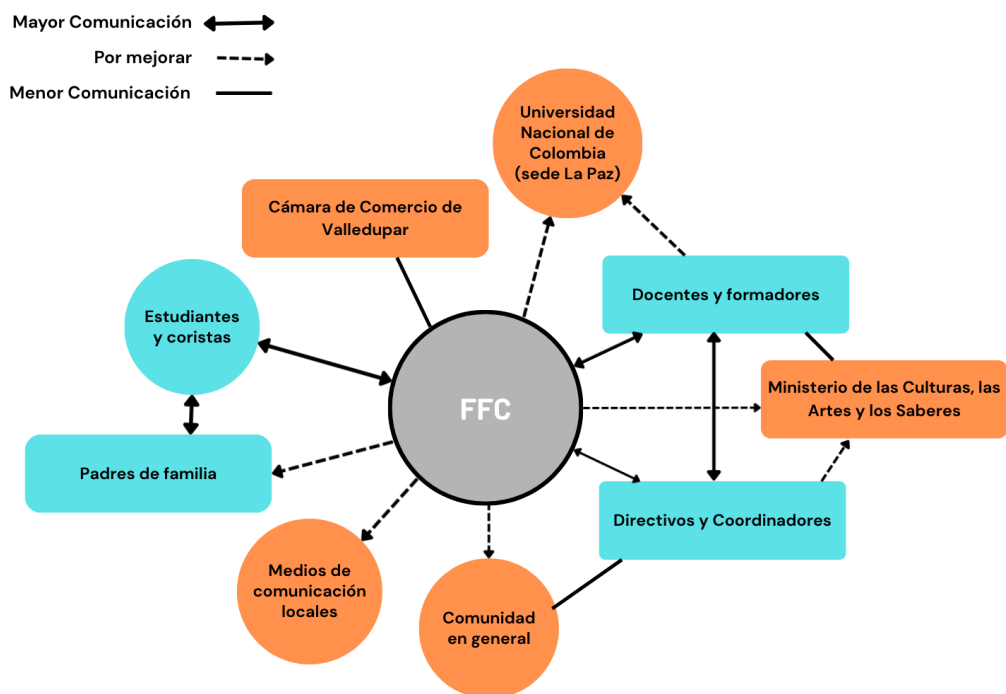 Mayor Comunicación
Por mejorar
Menor Comunicación
Universidad
Nacional de
Colombia
(sede La Paz)
Cámara de Comercio de
Valledupar
Docentes y formadores
Estudiantes
y coristas
Ministerio de las Culturas, las
Artes y los Saberes
FFC
Padres de familia
Directivos y Coordinadores
Medios de
comunicación
locales
Comunidad
en general